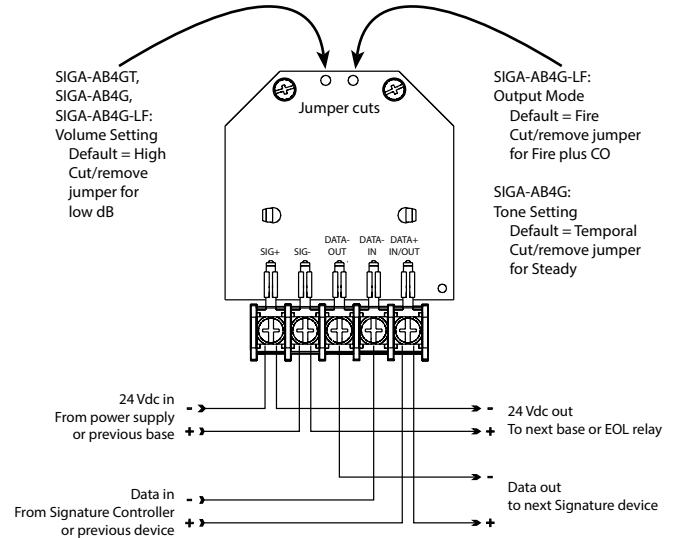 SIGA-AB4GT,
SIGA-AB4G,
SIGA-AB4G-LF:
Volume Setting
Default = High
Cut/remove
jumper for
low dB
Jumper cuts
SIGA-AB4G-LF:
Output Mode
Default = Fire
Cut/remove jumper
for Fire plus CO
SIGA-AB4G:
Tone Setting
Default = Temporal
Cut/remove jumper
for Steady
SIG+
SIG-
DATA-
OUT
DATA-
IN
DATA+
IN/OUT
24 Vdc in
From power supply
or previous base
-
+
-
+
24 Vdc out
To next base or EOL relay
Data in
From Signature Controller
or previous device
-
+
-
+
Data out
to next Signature device